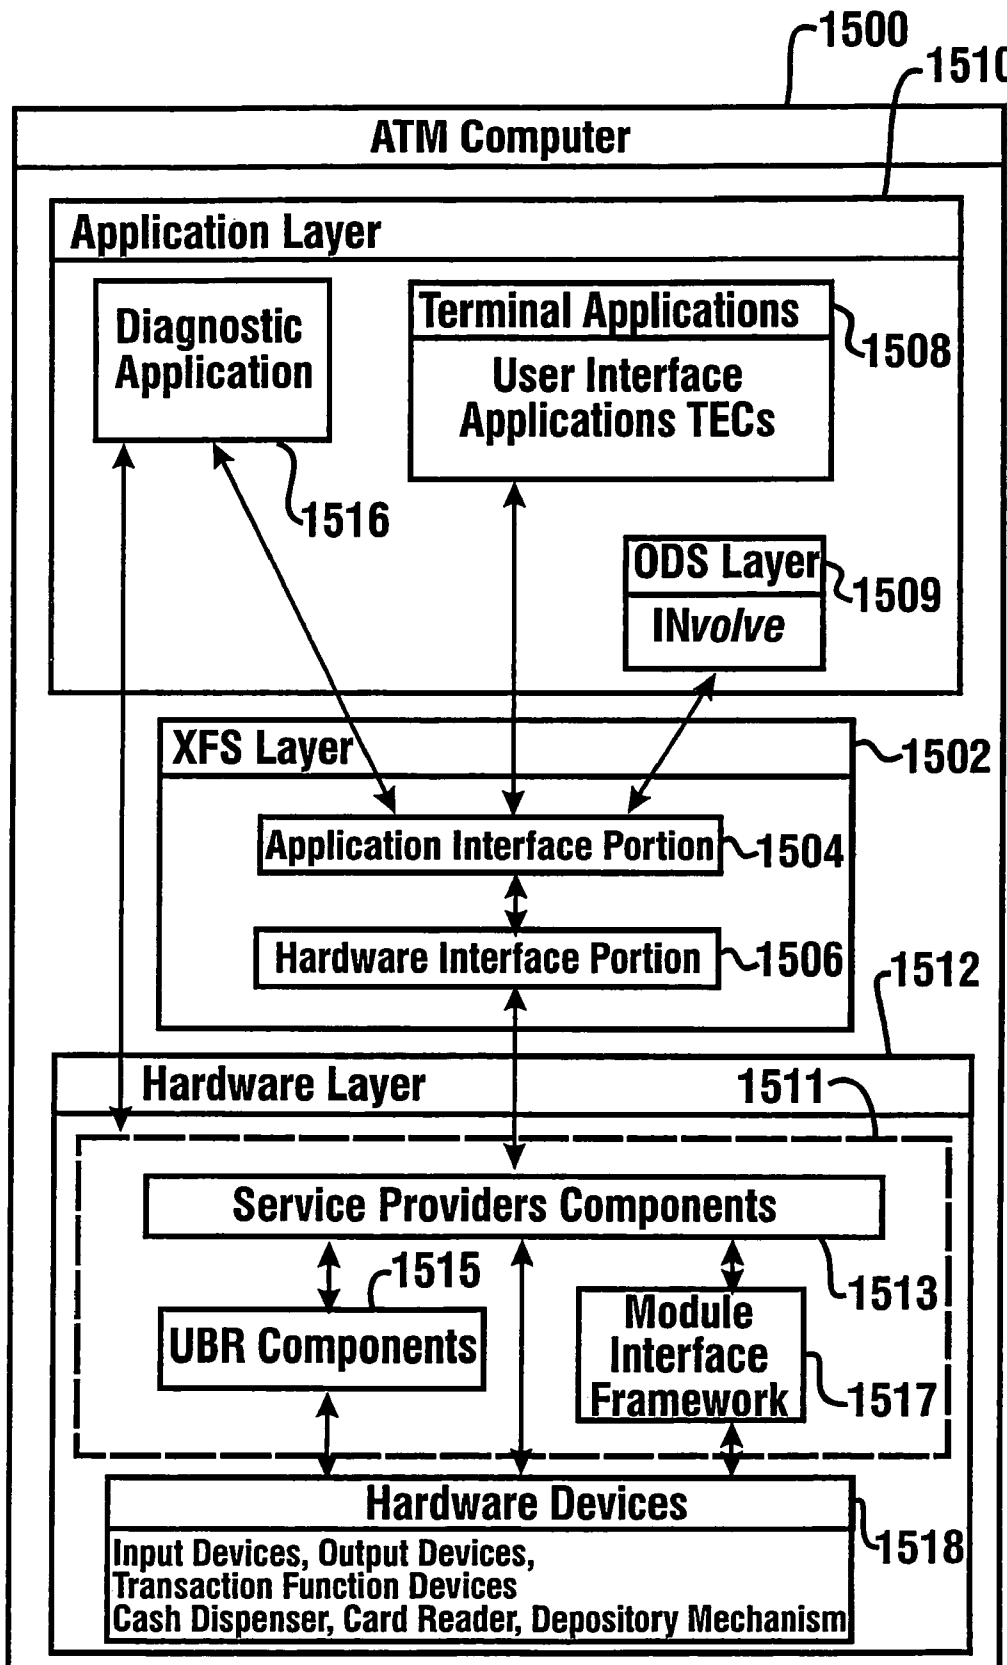 1500
1510
ATM Computer
Application Layer
Diagnostic
Application
Terminal Applications
1508
User Interface
Applications TECs
1516
ODS Layer
1509
INvolve
XFS Layer
1502
Application Interface Portion
1504
Hardware Interface Portion
1506
1512
Hardware Layer
1511
Service Providers Components
1515
1513
UBR Components
Module
Interface
Framework
1517
Hardware Devices
1518
Input Devices, Output Devices,
Transaction Function Devices
Cash Dispenser, Card Reader, Depository Mechanism